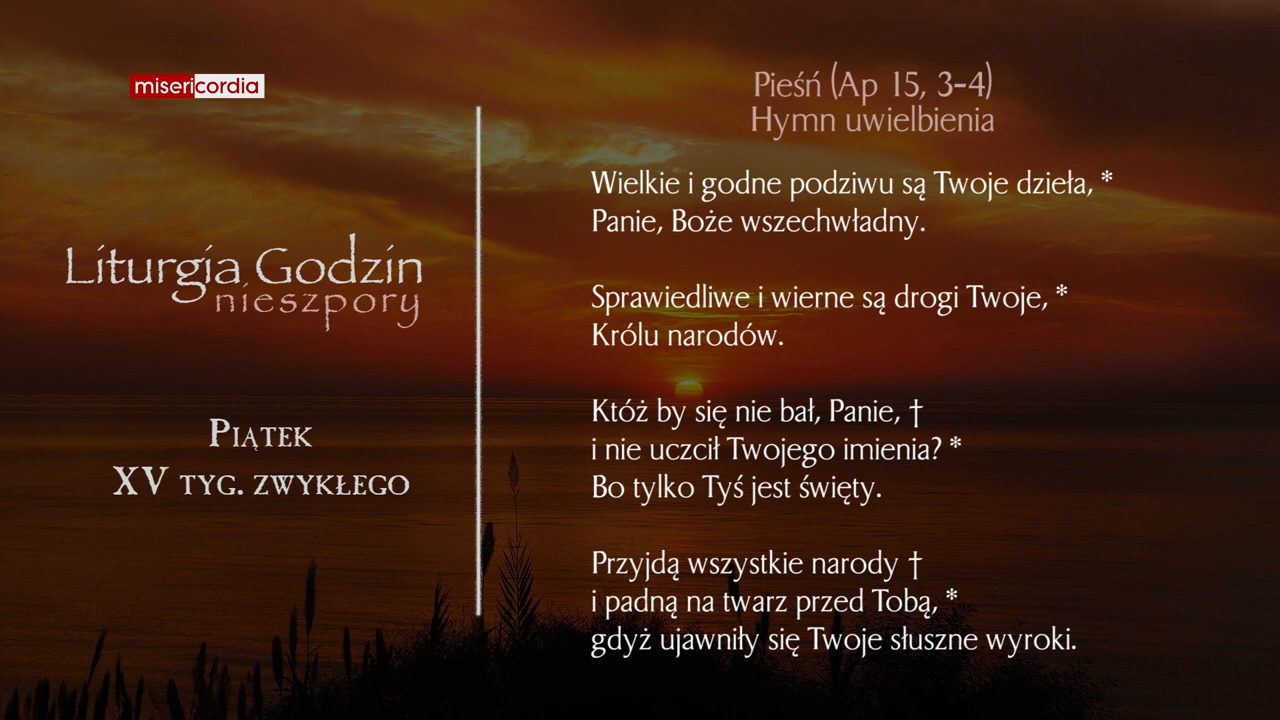 misericordia
Liturgia Godzin
nieszpory
Piątek
XV tyg. zwykłego
Pieśń (Ap 15, 3-4)
Hymn uwielbienia
Wielkie i godne podziwu są Twoje dzieła, *
Panie, Boże wszechwładny.
Sprawiedliwe i wierne są drogi Twoje, *
Królu narodów.
Któż by się nie bał, Panie, †
i nie uczcił Twojego imienia? *
Bo tylko Tyś jest święty.
Przyjdą wszystkie narody †
i padną na twarz przed Tobą, *
gdyż ujawniły się Twoje słuszne wyroki.